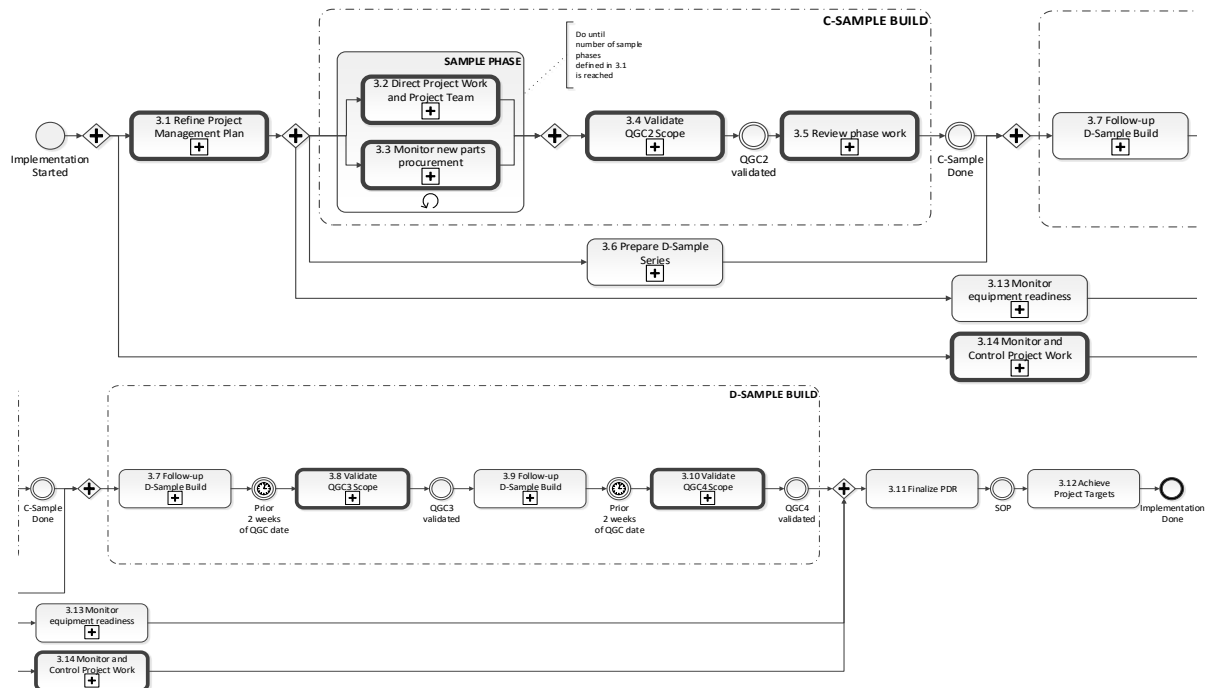 C-SAMPLE BUILD
Do until
number of sample
phases
defined in 3.1
is reached
SAMPLE PHASE
3.2 Direct Project Work
and Project Team
3.1 Refine Project
Management Plan
3.4 Validate
QGC2 Scope
3.5 Review phase work
3.7 Follow-up
D-Sample Build
Implementation
Started
3.3 Monitor new parts
procurement
QGC2
validated
C-Sample
Done
3.6 Prepare D-Sample
Series
3.13 Monitor
equipment readiness
3.14 Monitor and
Control Project Work
D-SAMPLE BUILD
3.7 Follow-up
D-Sample Build
3.8 Validate
QGC3 Scope
3.9 Follow-up
D-Sample Build
3.10 Validate
QGC4 Scope
3.11 Finalize PDR
3.12 Achieve
Project Targets
C-Sample
Done
Prior
2 weeks
of QGC date
QGC3
validated
Prior
2 weeks
of QGC date
QGC4
validated
SOP
Implementation
Done
3.13 Monitor
equipment readiness
3.14 Monitor and
Control Project Work